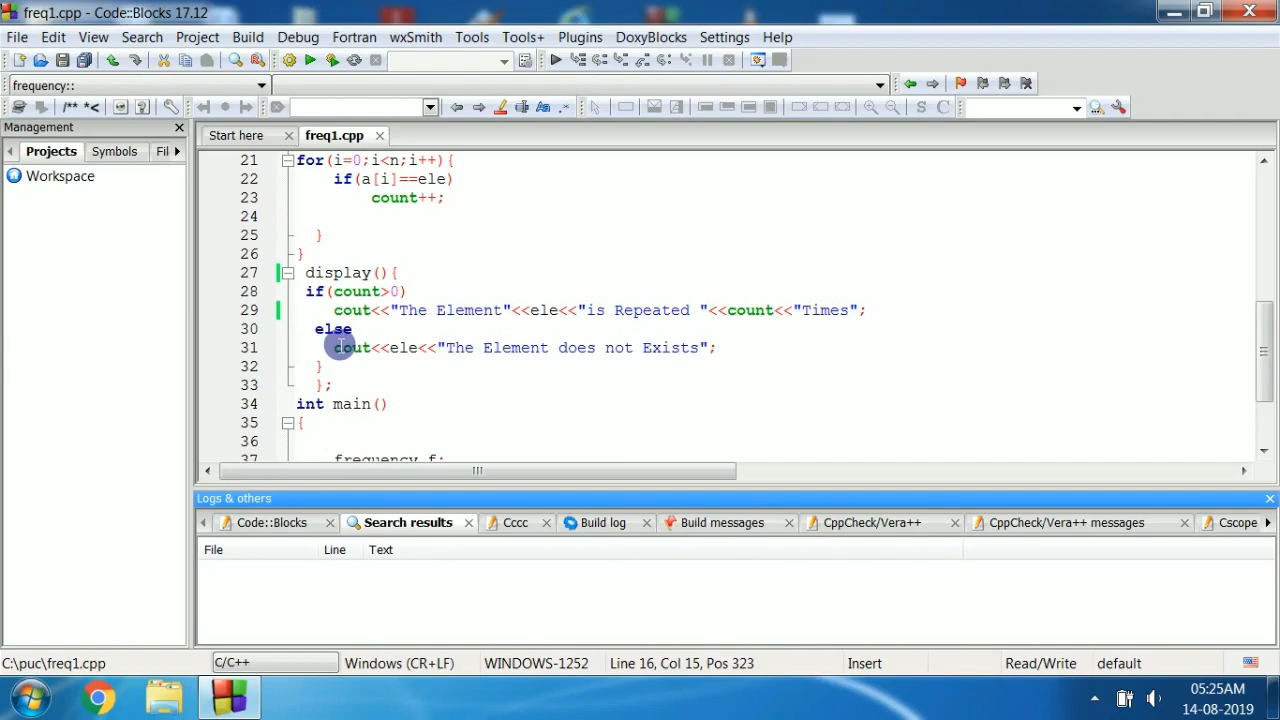 freq1.cpp - Code::Blocks 17.12
File Edit View Search Project Build Debug Fortran wxSmith Tools Tools+ Plugins DoxyBlocks Settings Help
frequency::
/** *<
Management
Projects Symbols Fil
Workspace
Start here freq1.cpp
21 for(i=0;i<n;i++){
22 if(a[i]==ele)
23 count++;
24
25 }
26 }
27 display(){
28 if(count>0)
29 cout<<"The Element"<<ele<<"is Repeated "<<count<<"Times";
30 else
31 cout<<ele<<"The Element does not Exists";
32 }
33 };
34 int main()
35 {
36
37 frequency f;
Logs & others
Code::Blocks Search results Cccc Build log Build messages CppCheck/Vera++ CppCheck/Vera++ messages Cscope
File Line Text
C:\puc\freq1.cpp C/C++ Windows (CR+LF) WINDOWS-1252 Line 16, Col 15, Pos 323 Insert Read/Write default
05:25AM
14-08-2019